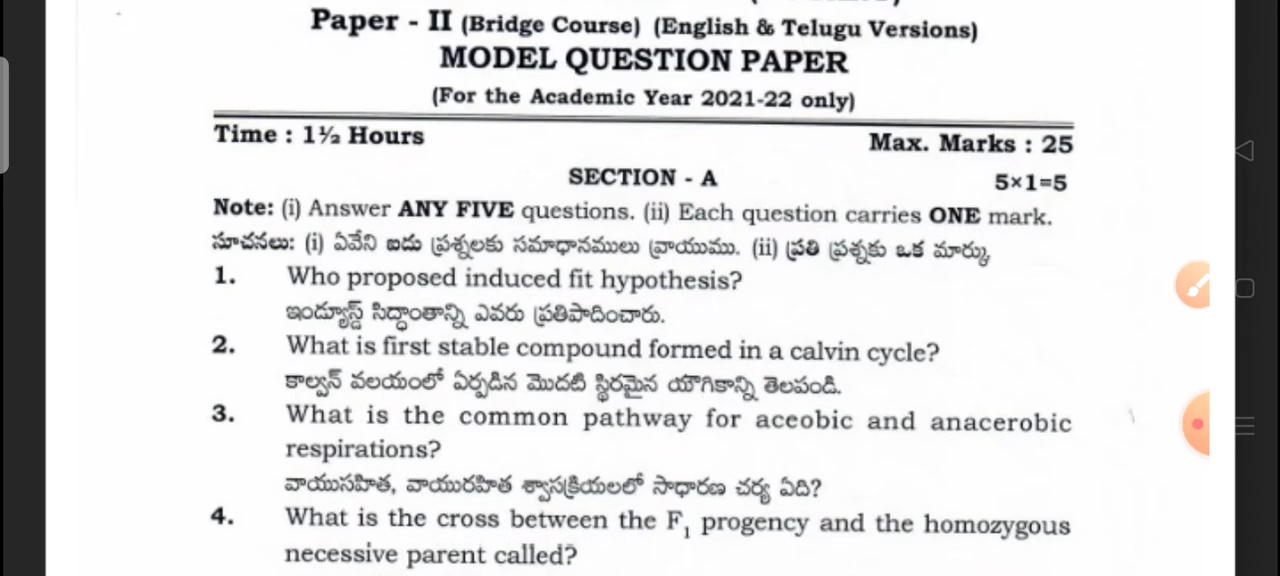 Paper - II (Bridge Course) (English & Telugu Versions)
MODEL QUESTION PAPER
(For the Academic Year 2021-22 only)
Time : 1½ Hours
Max. Marks : 25
SECTION - A
5×1=5
Note: (i) Answer ANY FIVE questions. (ii) Each question carries ONE mark.
సూచనలు: (i) ఏవేని ఐదు ప్రశ్నలకు సమాధానములు వ్రాయుము. (ii) ప్రతి ప్రశ్నకు ఒక మార్కు
1. Who proposed induced fit hypothesis?
ఇండ్యూస్డ్ సిద్ధాంతాన్ని ఎవరు ప్రతిపాదించారు.
2. What is first stable compound formed in a calvin cycle?
కాల్వన్ వలయంలో ఏర్పడిన మొదటి స్థిరమైన యౌగికాన్ని తెలపండి.
3. What is the common pathway for aceobic and anacerobic
respirations?
వాయుసహిత, వాయురహిత శ్వాసక్రియలలో సాధారణ చర్య ఏది?
4. What is the cross between the F₁ progency and the homozygous
necessive parent called?